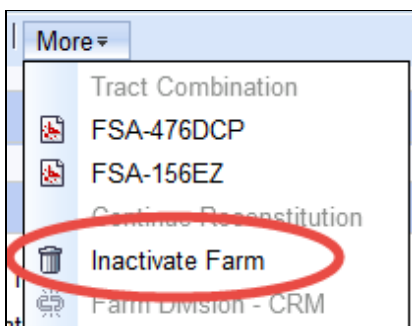 More
Tract Combination
FSA-476DCP
FSA-156EZ
Continue Reconstitution
Inactivate Farm
Farm Division - CRM